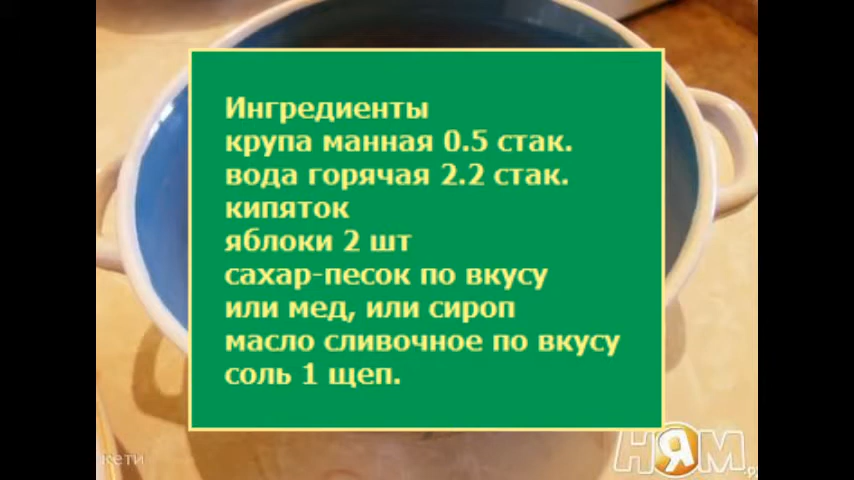 Ингредиенты
крупа манная 0.5 стак.
вода горячая 2.2 стак.
кипяток
яблоки 2 шт
сахар-песок по вкусу
или мед, или сироп
масло сливочное по вкусу
соль 1 щеп.
НЯМ
кети